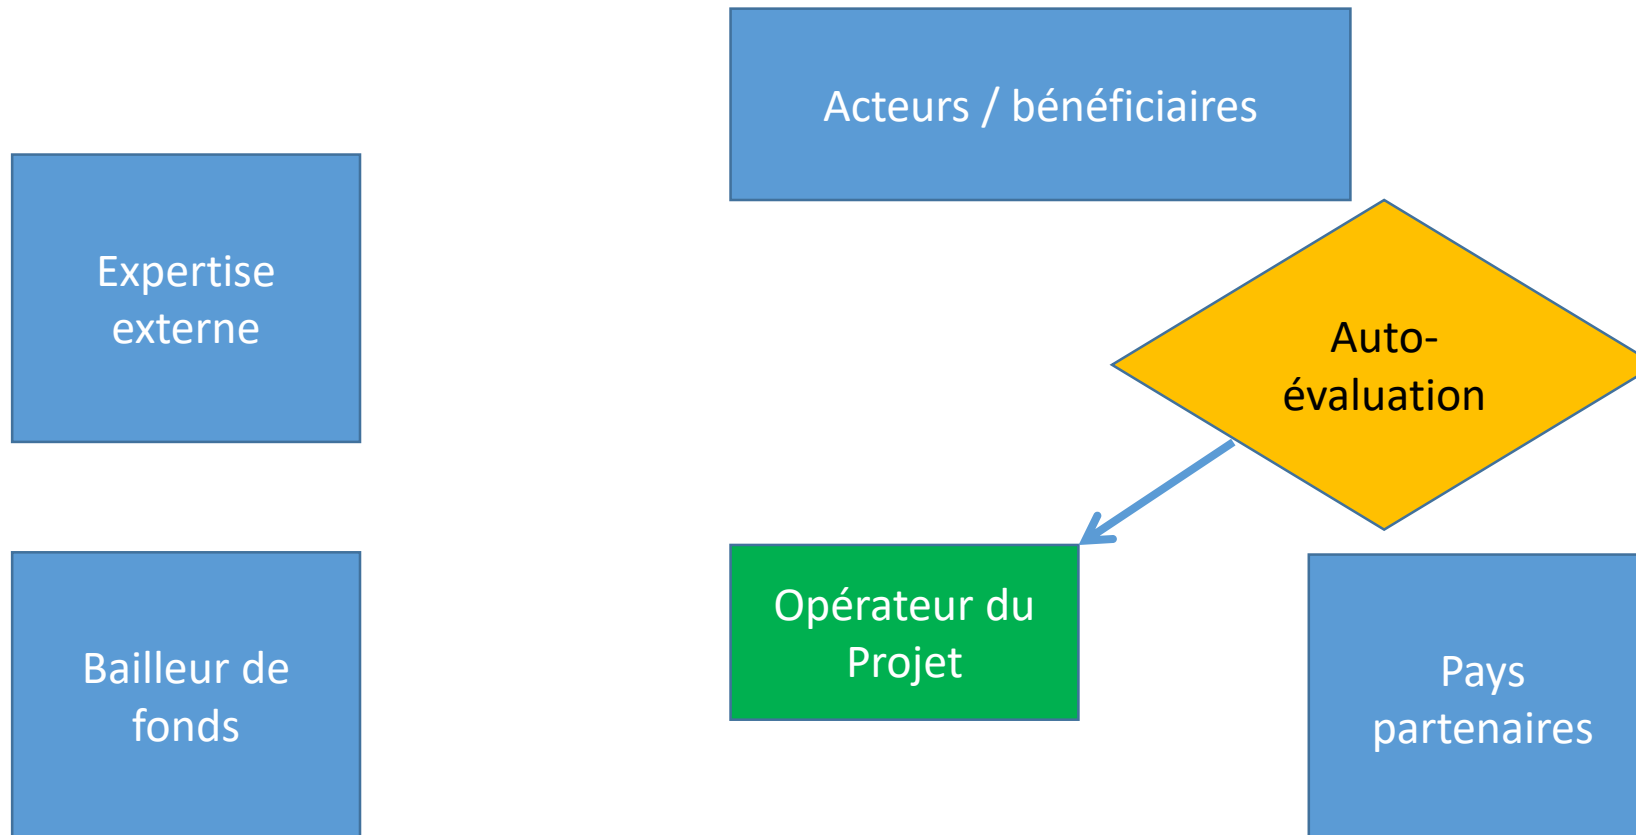 Acteurs / bénéficiaires
Expertise
externe
Auto-
évaluation
Opérateur du
Projet
Bailleur de
fonds
Pays
partenaires